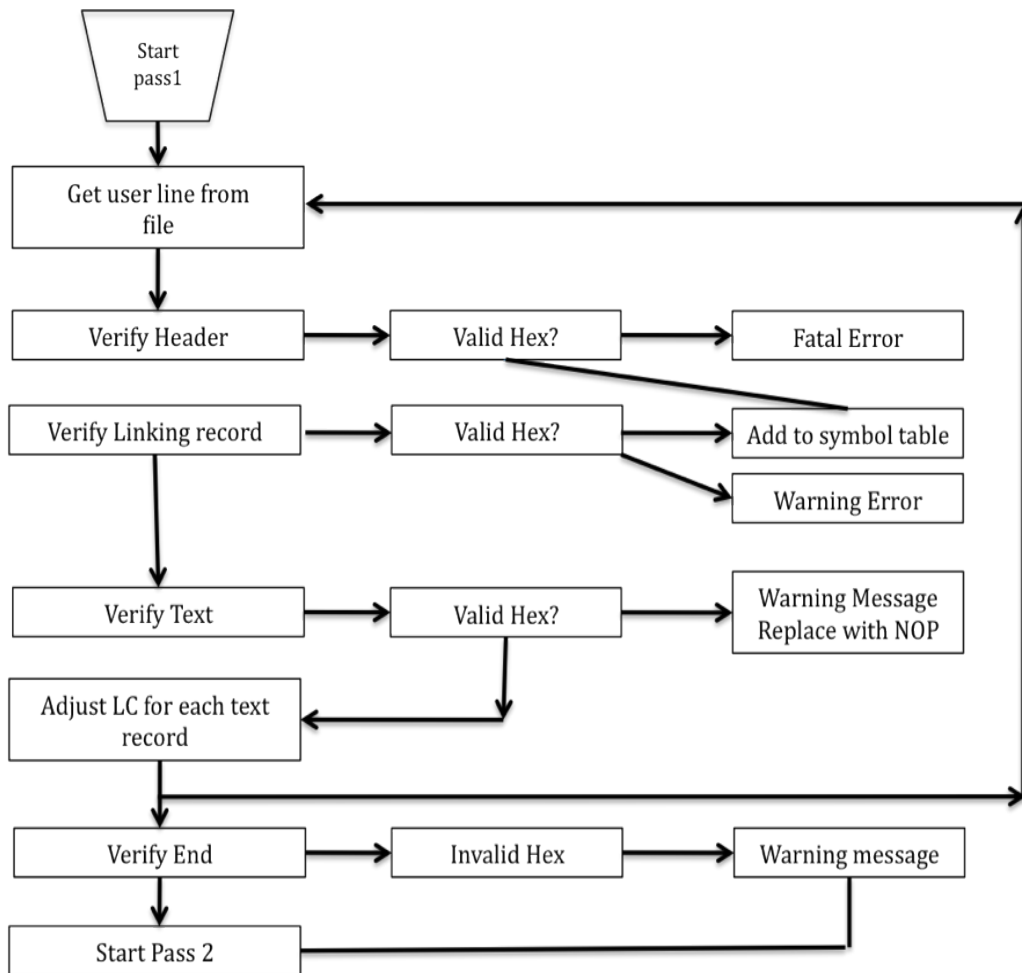 Start
pass1
Get user line from
file
Verify Header
Valid Hex?
Fatal Error
Verify Linking record
Valid Hex?
Add to symbol table
Warning Error
Verify Text
Valid Hex?
Warning Message
Replace with NOP
Adjust LC for each text
record
Verify End
Invalid Hex
Warning message
Start Pass 2